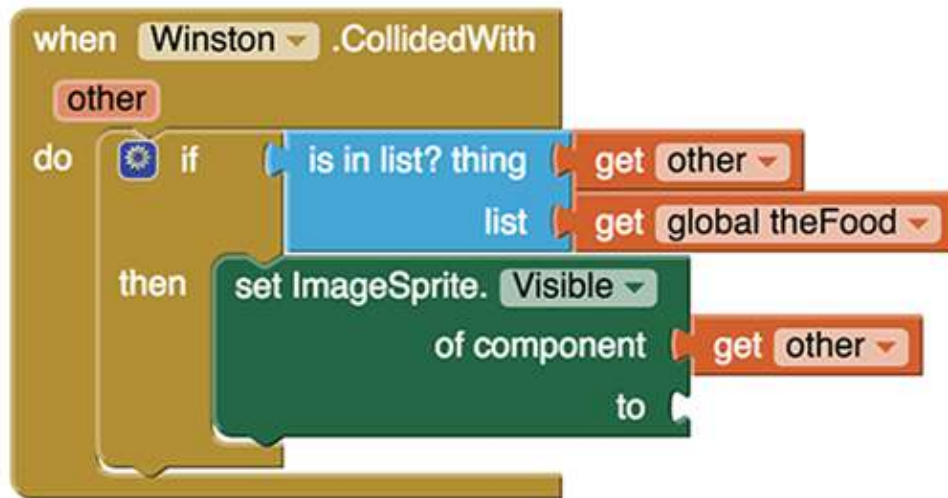 when Winston .CollidedWith
other
do if is in list? thing get other
list get global theFood
then set ImageSprite. Visible
of component get other
to